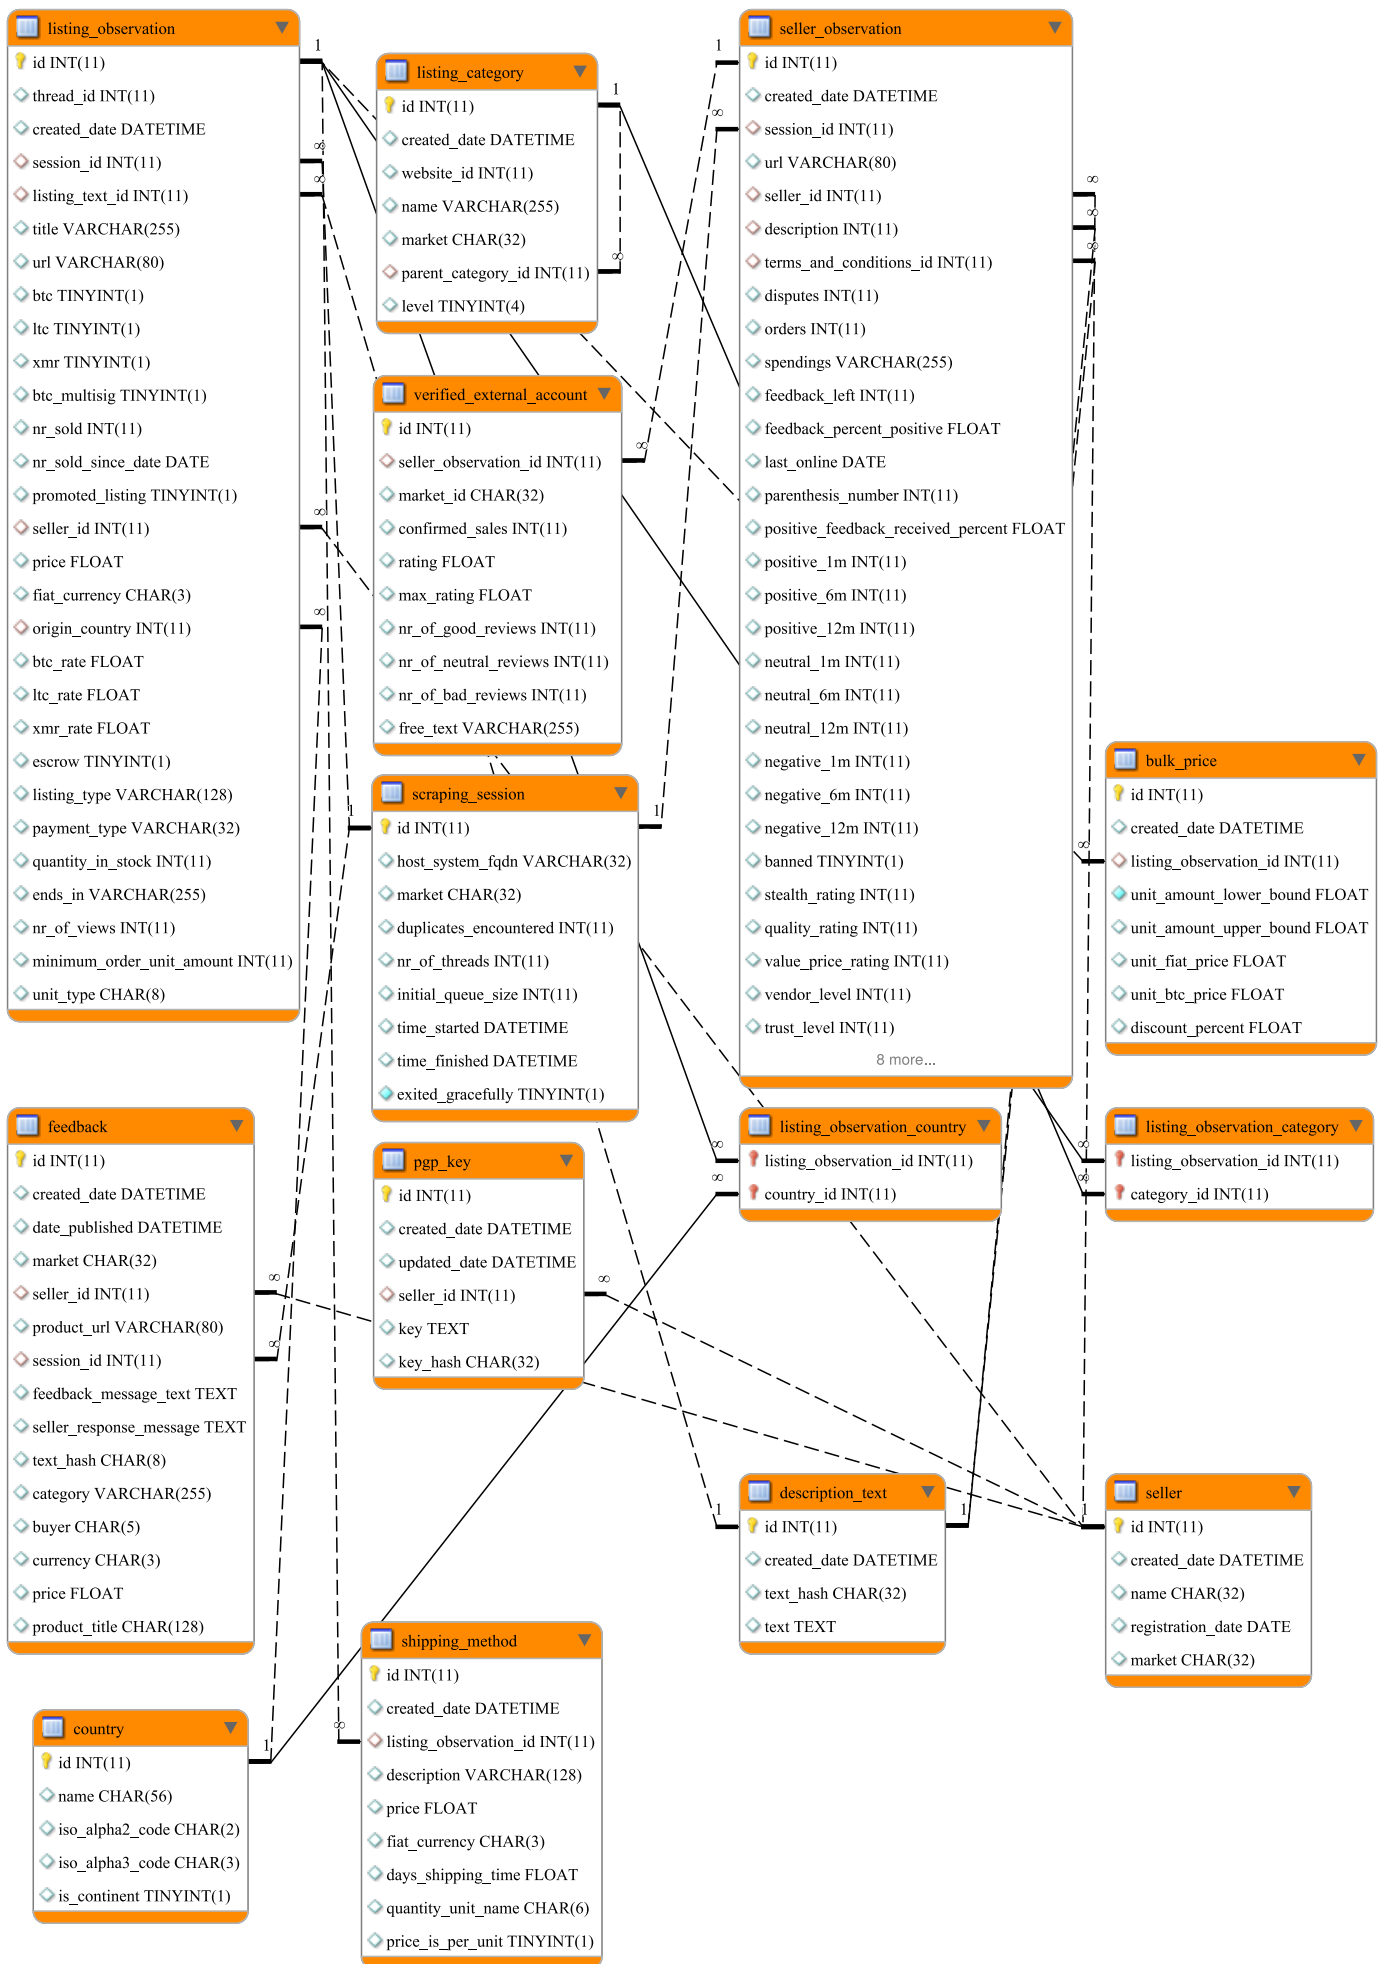 listing_observation
id INT(11)
thread_id INT(11)
created_date DATETIME
session_id INT(11)
listing_text_id INT(11)
title VARCHAR(255)
url VARCHAR(80)
btc TINYINT(1)
ltc TINYINT(1)
xmr TINYINT(1)
btc_multisig TINYINT(1)
nr_sold INT(11)
nr_sold_since_date DATE
promoted_listing TINYINT(1)
seller_id INT(11)
price FLOAT
fiat_currency CHAR(3)
origin_country INT(11)
btc_rate FLOAT
ltc_rate FLOAT
xmr_rate FLOAT
escrow TINYINT(1)
listing_type VARCHAR(128)
payment_type VARCHAR(32)
quantity_in_stock INT(11)
ends_in VARCHAR(255)
nr_of_views INT(11)
minimum_order_unit_amount INT(11)
unit_type CHAR(8)
1
∞
∞
∞
∞
listing_category
id INT(11)
created_date DATETIME
website_id INT(11)
name VARCHAR(255)
market CHAR(32)
parent_category_id INT(11)
level TINYINT(4)
1
∞
verified_external_account
id INT(11)
seller_observation_id INT(11)
market_id CHAR(32)
confirmed_sales INT(11)
rating FLOAT
max_rating FLOAT
nr_of_good_reviews INT(11)
nr_of_neutral_reviews INT(11)
nr_of_bad_reviews INT(11)
free_text VARCHAR(255)
∞
scraping_session
id INT(11)
host_system_fqdn VARCHAR(32)
market CHAR(32)
duplicates_encountered INT(11)
nr_of_threads INT(11)
initial_queue_size INT(11)
time_started DATETIME
time_finished DATETIME
exited_gracefully TINYINT(1)
1
1
seller_observation
id INT(11)
created_date DATETIME
session_id INT(11)
url VARCHAR(80)
seller_id INT(11)
description INT(11)
terms_and_conditions_id INT(11)
disputes INT(11)
orders INT(11)
spendings VARCHAR(255)
feedback_left INT(11)
feedback_percent_positive FLOAT
last_online DATE
parenthesis_number INT(11)
positive_feedback_received_percent FLOAT
positive_1m INT(11)
positive_6m INT(11)
positive_12m INT(11)
neutral_1m INT(11)
neutral_6m INT(11)
neutral_12m INT(11)
negative_1m INT(11)
negative_6m INT(11)
negative_12m INT(11)
banned TINYINT(1)
stealth_rating INT(11)
quality_rating INT(11)
value_price_rating INT(11)
vendor_level INT(11)
trust_level INT(11)
8 more...
1
∞
∞
∞
∞
bulk_price
id INT(11)
created_date DATETIME
listing_observation_id INT(11)
unit_amount_lower_bound FLOAT
unit_amount_upper_bound FLOAT
unit_fiat_price FLOAT
unit_btc_price FLOAT
discount_percent FLOAT
∞
feedback
id INT(11)
created_date DATETIME
date_published DATETIME
market CHAR(32)
seller_id INT(11)
product_url VARCHAR(80)
session_id INT(11)
feedback_message_text TEXT
seller_response_message TEXT
text_hash CHAR(8)
category VARCHAR(255)
buyer CHAR(5)
currency CHAR(3)
price FLOAT
product_title CHAR(128)
∞
∞
pgp_key
id INT(11)
created_date DATETIME
updated_date DATETIME
seller_id INT(11)
key TEXT
key_hash CHAR(32)
∞
listing_observation_country
listing_observation_id INT(11)
country_id INT(11)
∞
∞
listing_observation_category
listing_observation_id INT(11)
category_id INT(11)
∞
∞
description_text
id INT(11)
created_date DATETIME
text_hash CHAR(32)
text TEXT
1
1
seller
id INT(11)
created_date DATETIME
name CHAR(32)
registration_date DATE
market CHAR(32)
1
country
id INT(11)
name CHAR(56)
iso_alpha2_code CHAR(2)
iso_alpha3_code CHAR(3)
is_continent TINYINT(1)
1
shipping_method
id INT(11)
created_date DATETIME
listing_observation_id INT(11)
description VARCHAR(128)
price FLOAT
fiat_currency CHAR(3)
days_shipping_time FLOAT
quantity_unit_name CHAR(6)
price_is_per_unit TINYINT(1)
∞